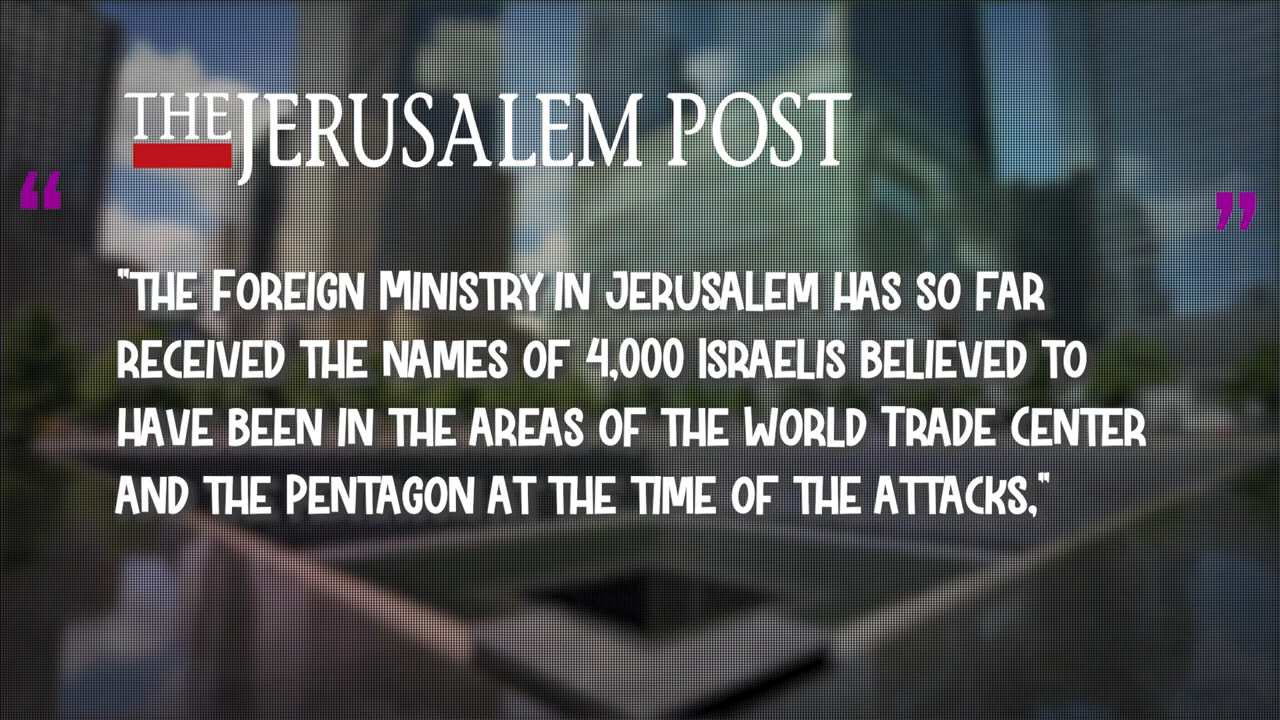 THE JERUSALEM POST
“ ”
"THE FOREIGN MINISTRY IN JERUSALEM HAS SO FAR
RECEIVED THE NAMES OF 4,000 ISRAELIS BELIEVED TO
HAVE BEEN IN THE AREAS OF THE WORLD TRADE CENTER
AND THE PENTAGON AT THE TIME OF THE ATTACKS,"